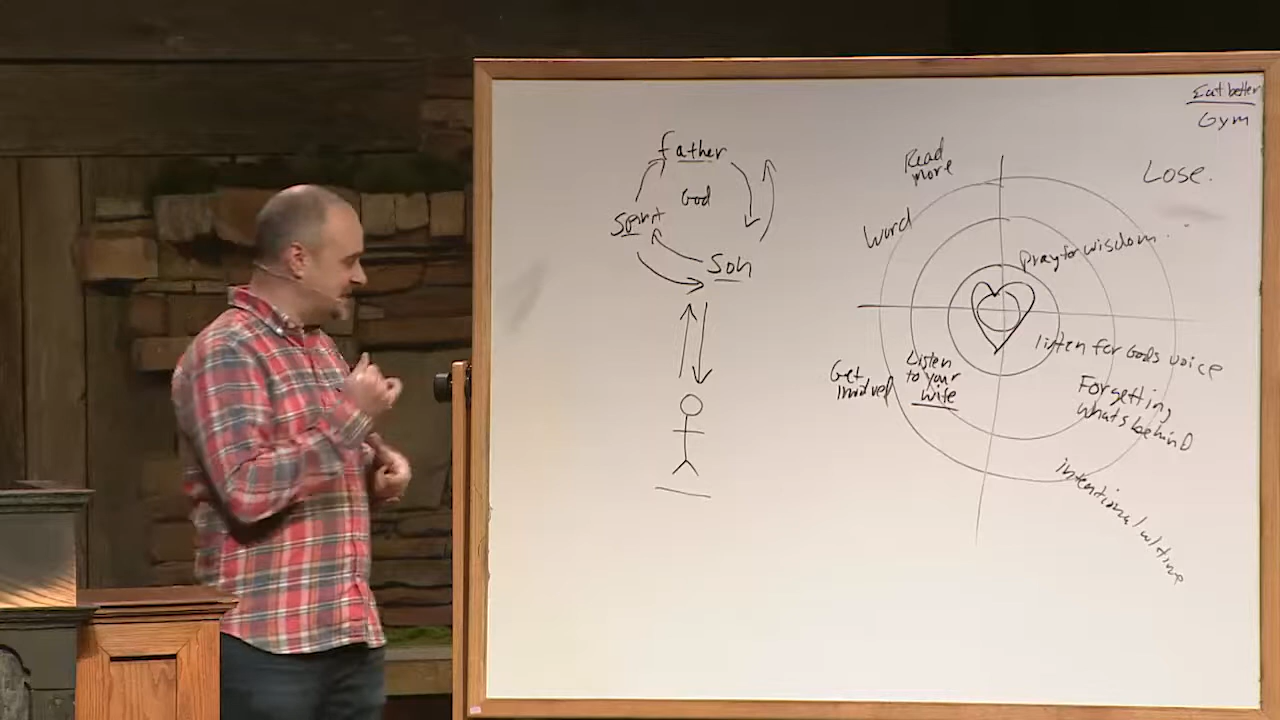 Father
God
Spirit
Son
Eat better
Gym
Read
more
Lose.
Word
Pray for wisdom...
listen for Gods voice
Get
involved
Listen
to your
wife
Forgetting
whats behind
intentional w/ time